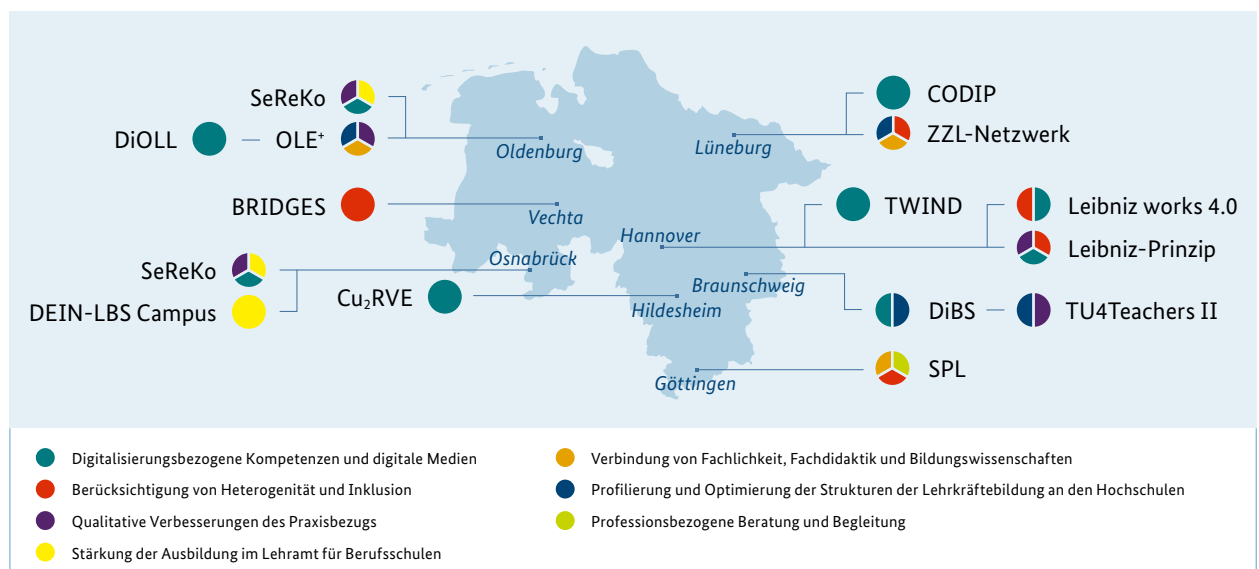 SeReKo
DiOLL
OLE⁺
Oldenburg
BRIDGES
Vechta
SeReKo
DEIN-LBS Campus
Osnabrück
Cu₂RVE
Hildesheim
CODIP
ZZL-Netzwerk
Lüneburg
TWIND
Leibniz works 4.0
Leibniz-Prinzip
Hannover
Braunschweig
DiBS
TU4Teachers II
SPL
Göttingen
Digitalisierungsbezogene Kompetenzen und digitale Medien
Berücksichtigung von Heterogenität und Inklusion
Qualitative Verbesserungen des Praxisbezugs
Stärkung der Ausbildung im Lehramt für Berufsschulen
Verbindung von Fachlichkeit, Fachdidaktik und Bildungswissenschaften
Profilierung und Optimierung der Strukturen der Lehrkräftebildung an den Hochschulen
Professionsbezogene Beratung und Begleitung